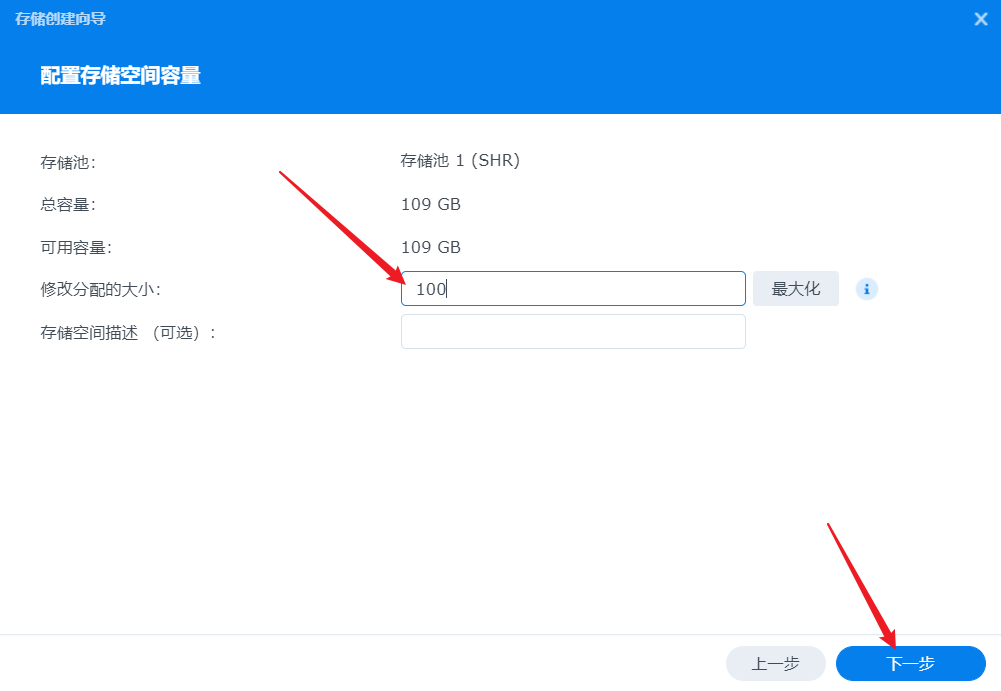 存储创建向导
配置存储空间容量
存储池： 存储池 1 (SHR)
总容量： 109 GB
可用容量： 109 GB
修改分配的大小： 100 最大化 i
存储空间描述 （可选）：
上一步 下一步